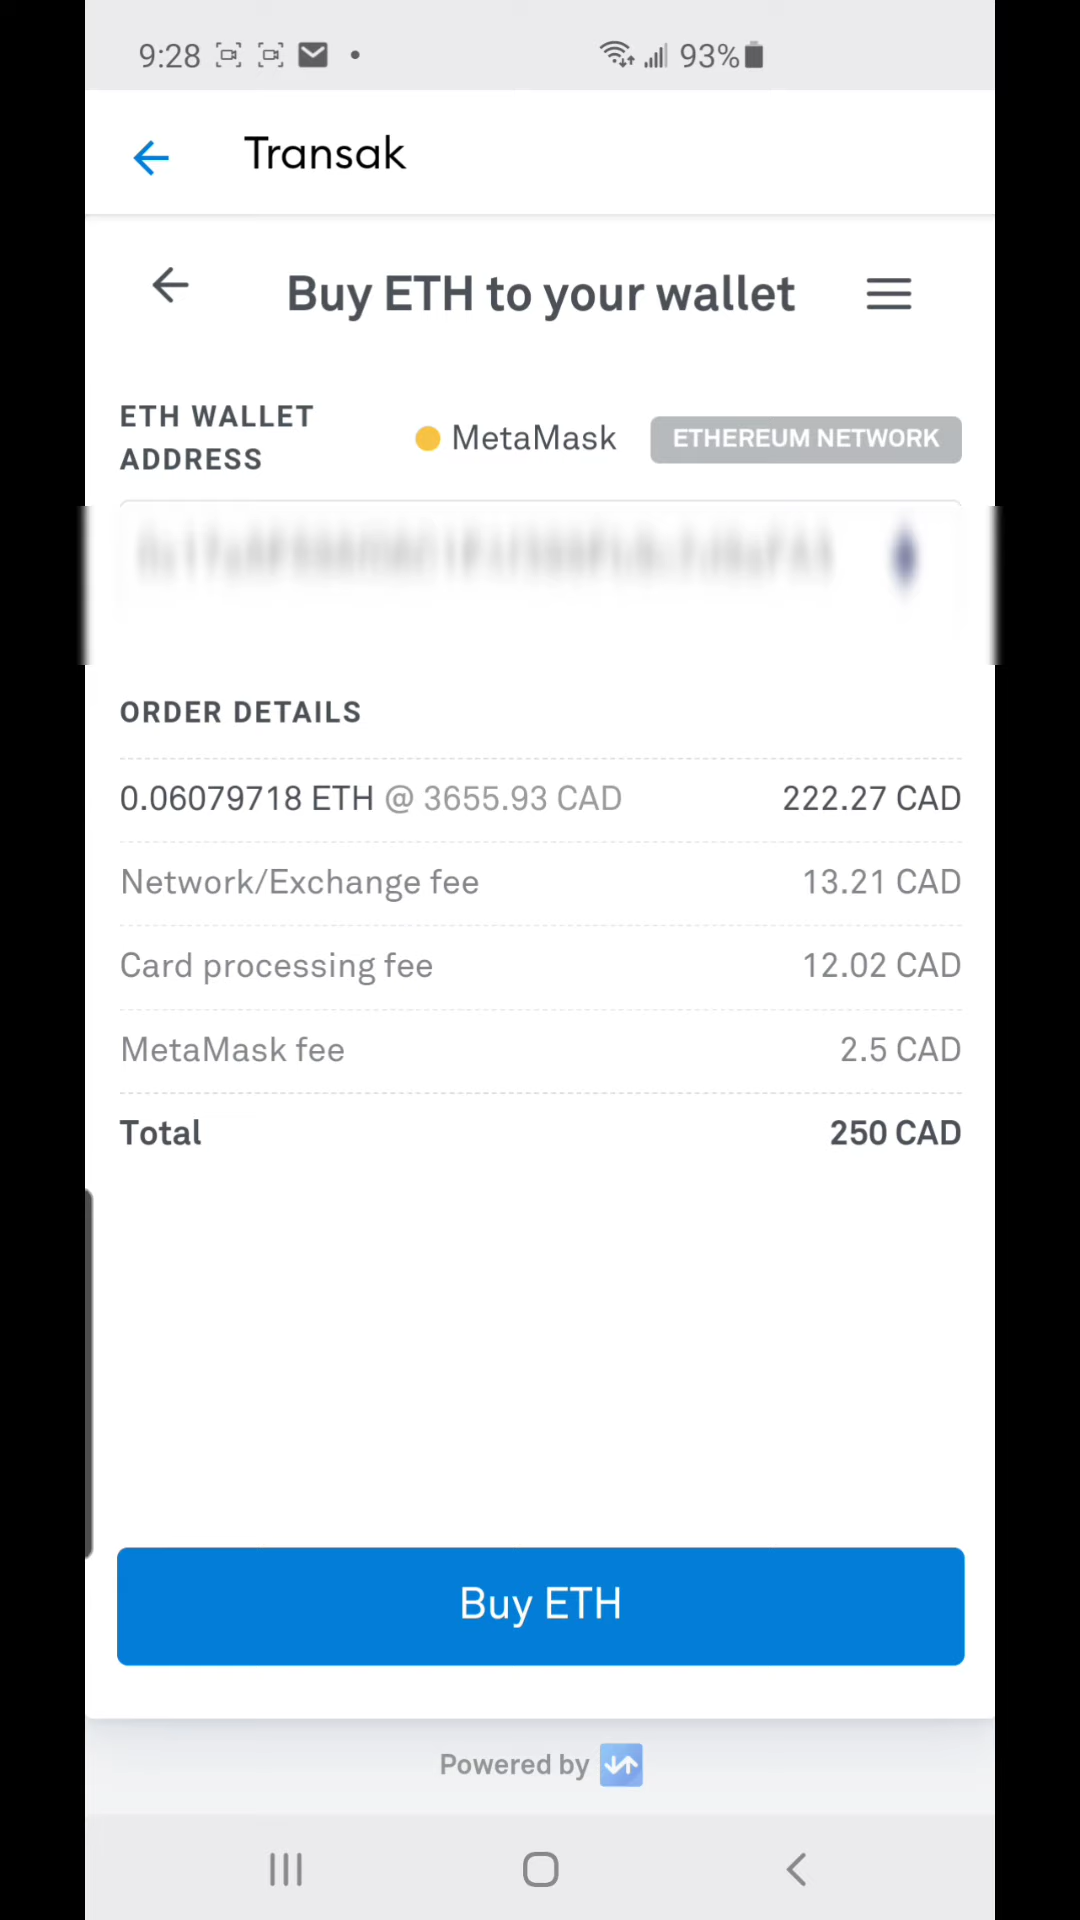 9:28
93%
Transak
Buy ETH to your wallet
ETH WALLET
ADDRESS
MetaMask
ETHEREUM NETWORK
ORDER DETAILS
0.06079718 ETH @ 3655.93 CAD 222.27 CAD
Network/Exchange fee 13.21 CAD
Card processing fee 12.02 CAD
MetaMask fee 2.5 CAD
Total 250 CAD
Buy ETH
Powered by